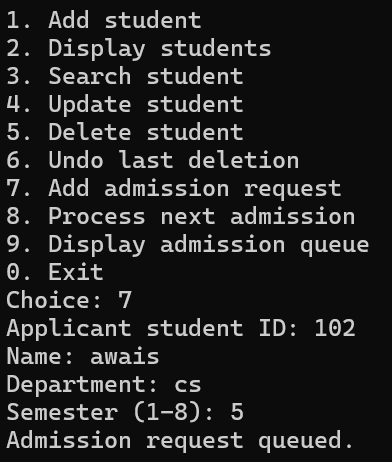 1. Add student
2. Display students
3. Search student
4. Update student
5. Delete student
6. Undo last deletion
7. Add admission request
8. Process next admission
9. Display admission queue
0. Exit
Choice: 7
Applicant student ID: 102
Name: awais
Department: cs
Semester (1-8): 5
Admission request queued.